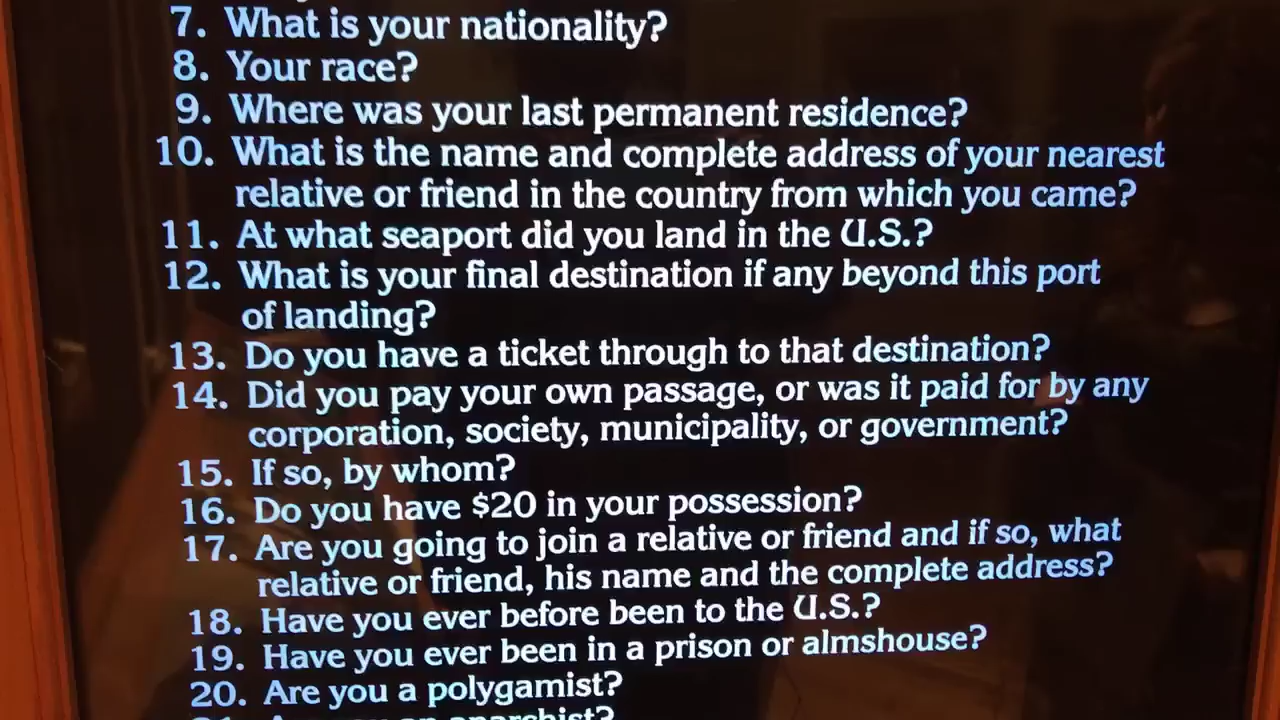 7. What is your nationality?
8. Your race?
9. Where was your last permanent residence?
10. What is the name and complete address of your nearest
relative or friend in the country from which you came?
11. At what seaport did you land in the U.S.?
12. What is your final destination if any beyond this port
of landing?
13. Do you have a ticket through to that destination?
14. Did you pay your own passage, or was it paid for by any
corporation, society, municipality, or government?
15. If so, by whom?
16. Do you have $20 in your possession?
17. Are you going to join a relative or friend and if so, what
relative or friend, his name and the complete address?
18. Have you ever before been to the U.S.?
19. Have you ever been in a prison or almshouse?
20. Are you a polygamist?
21. Are you an anarchist?